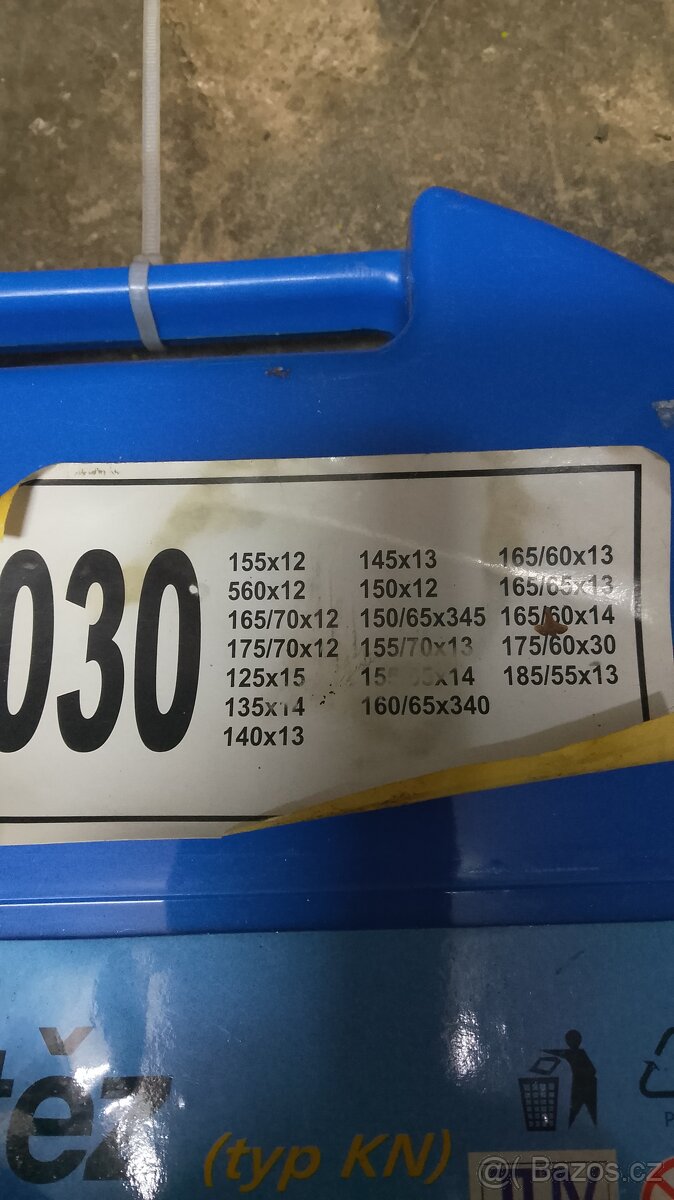 030
155x12 145x13 165/60x13
560x12 150x12 165/65x13
165/70x12 150/65x345 165/60x14
175/70x12 155/70x13 175/60x30
125x15 185/55x13
135x14 160/65x340
140x13
těz
(typ KN)
TÜV
© Bazos.cz